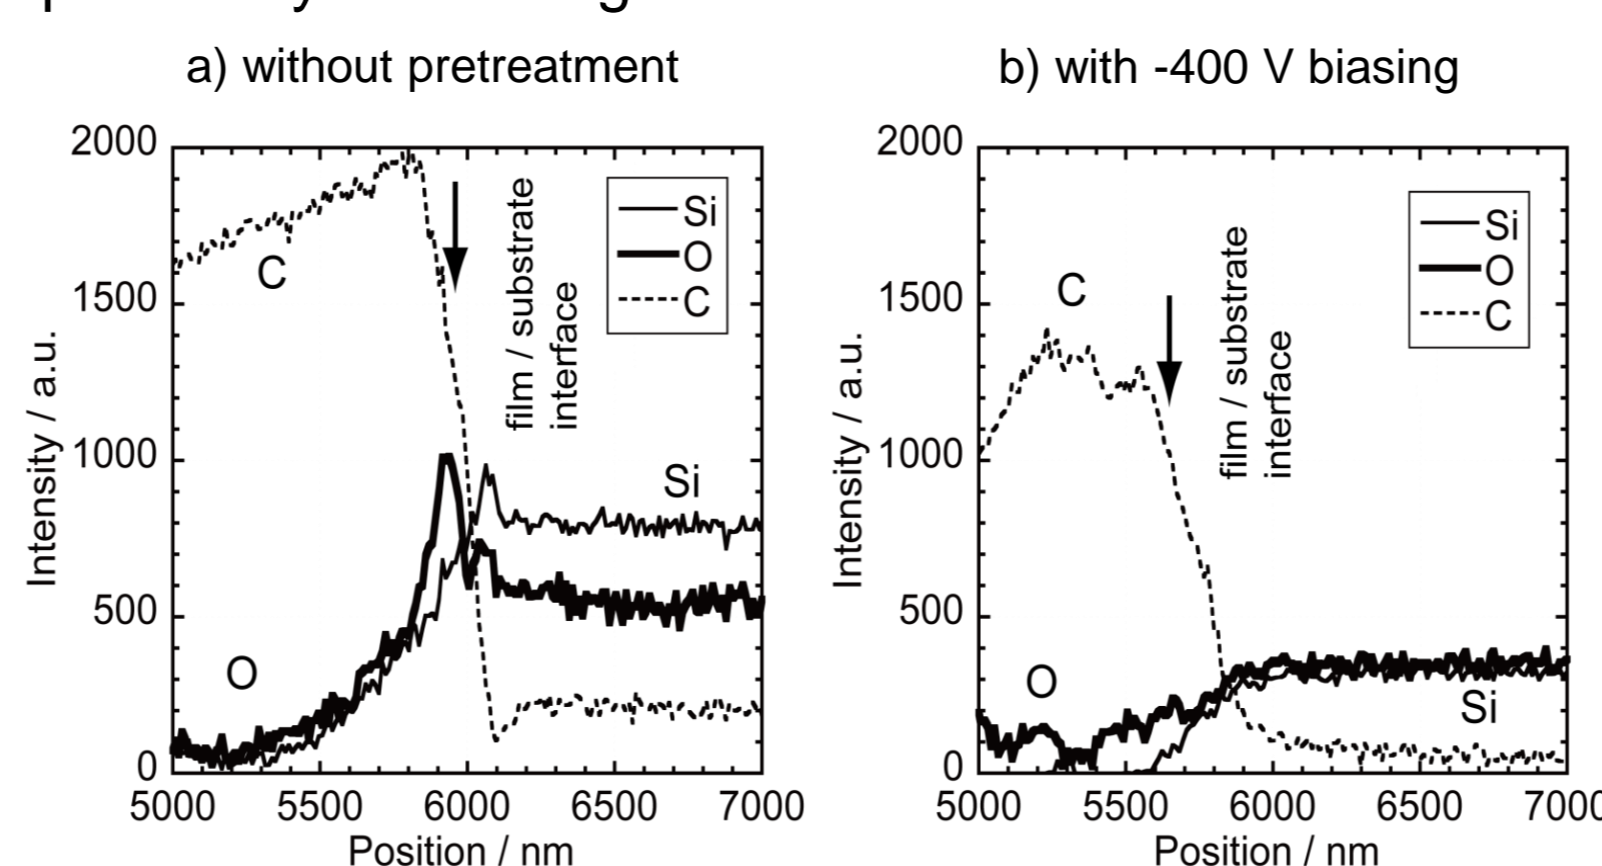 a) without pretreatment
2000
1500
1000
500
0
5000 5500 6000 6500 7000
Position / nm
Intensity / a.u.
C
film / substrate
interface
Si
O
C
Si
O
b) with -400 V biasing
2000
1500
1000
500
0
5000 5500 6000 6500 7000
Position / nm
Intensity / a.u.
C
film / substrate
interface
Si
O
C
O
Si